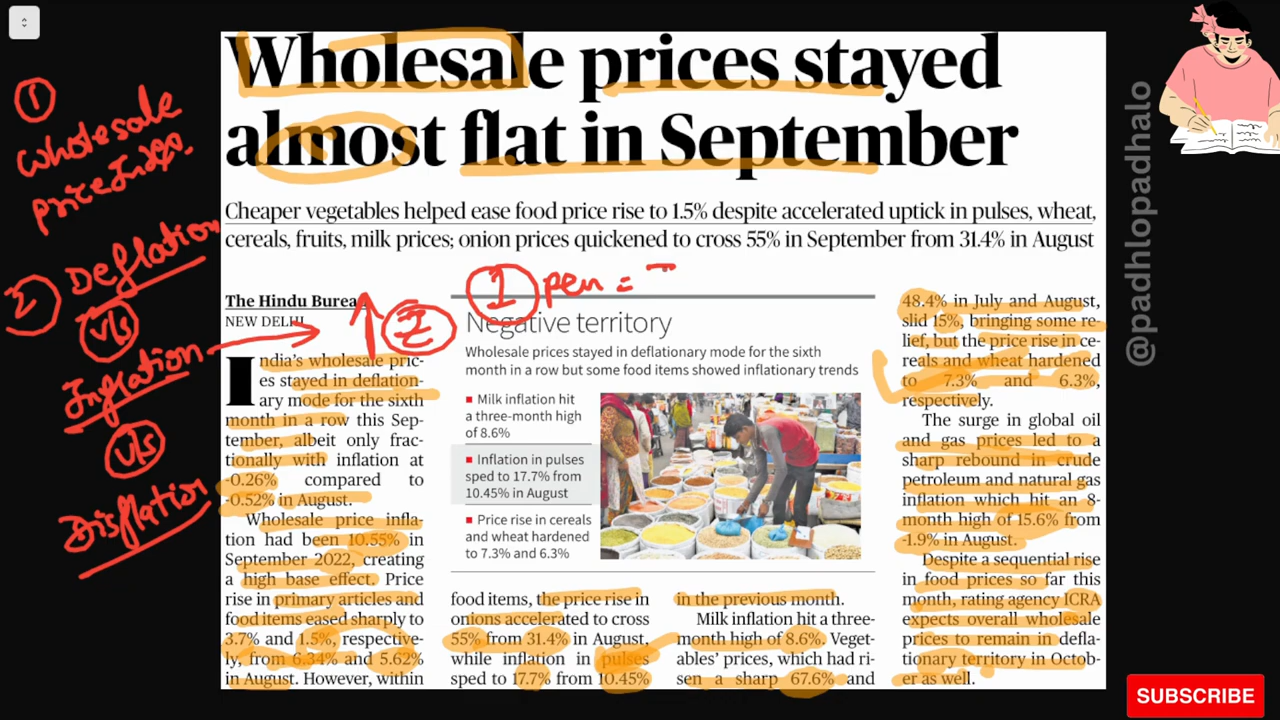 Wholesale prices stayed
almost flat in September
Cheaper vegetables helped ease food price rise to 1.5% despite accelerated uptick in pulses, wheat,
cereals, fruits, milk prices; onion prices quickened to cross 55% in September from 31.4% in August
The Hindu Bureau
NEW DELHI
India's wholesale pric-
es stayed in deflation-
ary mode for the sixth
month in a row this Sep-
tember, albeit only frac-
tionally with inflation at
-0.26% compared to
-0.52% in August.
Wholesale price infla-
tion had been 10.55% in
September 2022, creating
a high base effect. Price
rise in primary articles and
food items eased sharply to
3.7% and 1.5%, respective-
ly, from 6.34% and 5.62%
in August. However, within
Negative territory
Wholesale prices stayed in deflationary mode for the sixth
month in a row but some food items showed inflationary trends
Milk inflation hit
a three-month high
of 8.6%
Inflation in pulses
sped to 17.7% from
10.45% in August
Price rise in cereals
and wheat hardened
to 7.3% and 6.3%
food items, the price rise in
onions accelerated to cross
55% from 31.4% in August,
while inflation in pulses
sped to 17.7% from 10.45%
in the previous month.
Milk inflation hit a three-
month high of 8.6%. Veget-
ables' prices, which had ri-
sen a sharp 67.6% and
48.4% in July and August,
slid 15%, bringing some re-
lief, but the price rise in ce-
reals and wheat hardened
to 7.3% and 6.3%,
respectively.
The surge in global oil
and gas prices led to a
sharp rebound in crude
petroleum and natural gas
inflation which hit an 8-
month high of 15.6% from
-1.9% in August.
Despite a sequential rise
in food prices so far this
month, rating agency ICRA
expects overall wholesale
prices to remain in defla-
tionary territory in Octob-
er as well.
1
wholesale
price Index.
2 Deflation
v/s
Inflation
v/s
Disflation
1 pen =
2
@padhlopadhalo
SUBSCRIBE